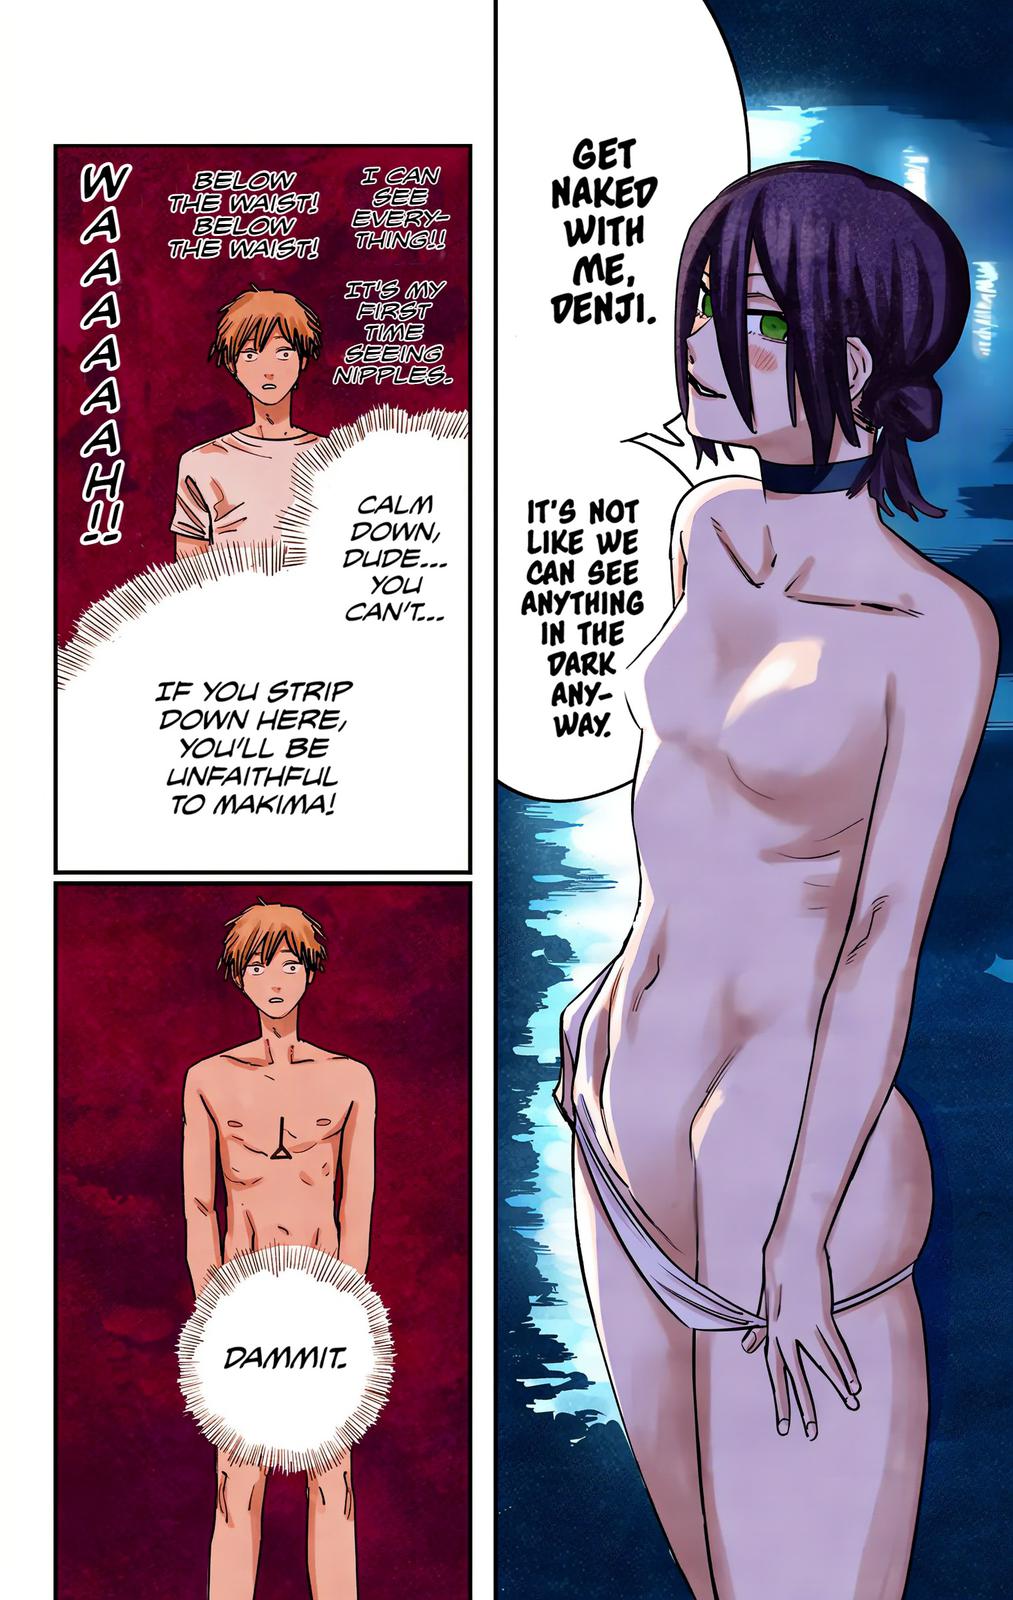 GET
NAKED
WITH
ME,
DENJI.
IT'S NOT
LIKE WE
CAN SEE
ANYTHING
IN THE
DARK
ANY-
WAY.
I CAN
SEE
EVERY-
THING!!
IT'S MY
FIRST
TIME
SEEING
NIPPLES.
BELOW
THE WAIST!
BELOW
THE WAIST!
WAAAAAAH!!
CALM
DOWN,
DUDE...
YOU
CAN'T...
IF YOU STRIP
DOWN HERE,
YOU'LL BE
UNFAITHFUL
TO MAKIMA!
DAMMIT.